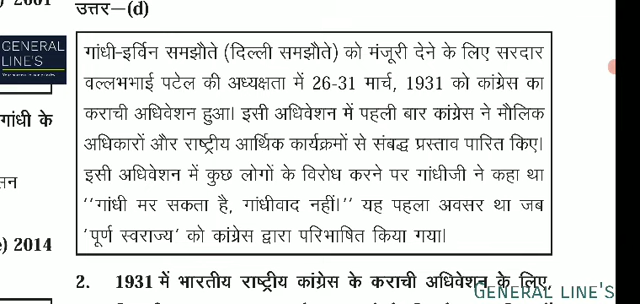 2001
उत्तर—(d)
GENERAL
LINE'S
गांधी-इर्विन समझौते (दिल्ली समझौते) को मंजूरी देने के लिए सरदार
वल्लभभाई पटेल की अध्यक्षता में 26-31 मार्च, 1931 को कांग्रेस का
कराची अधिवेशन हुआ। इसी अधिवेशन में पहली बार कांग्रेस ने मौलिक
अधिकारों और राष्ट्रीय आर्थिक कार्यक्रमों से संबद्ध प्रस्ताव पारित किए।
इसी अधिवेशन में कुछ लोगों के विरोध करने पर गांधीजी ने कहा था
''गांधी मर सकता है, गांधीवाद नहीं।'' यह पहला अवसर था जब
'पूर्ण स्वराज्य' को कांग्रेस द्वारा परिभाषित किया गया।
गांधी के
सन
e) 2014
2. 1931 में भारतीय राष्ट्रीय कांग्रेस के कराची अधिवेशन के लिए,
GENERAL LINE'S